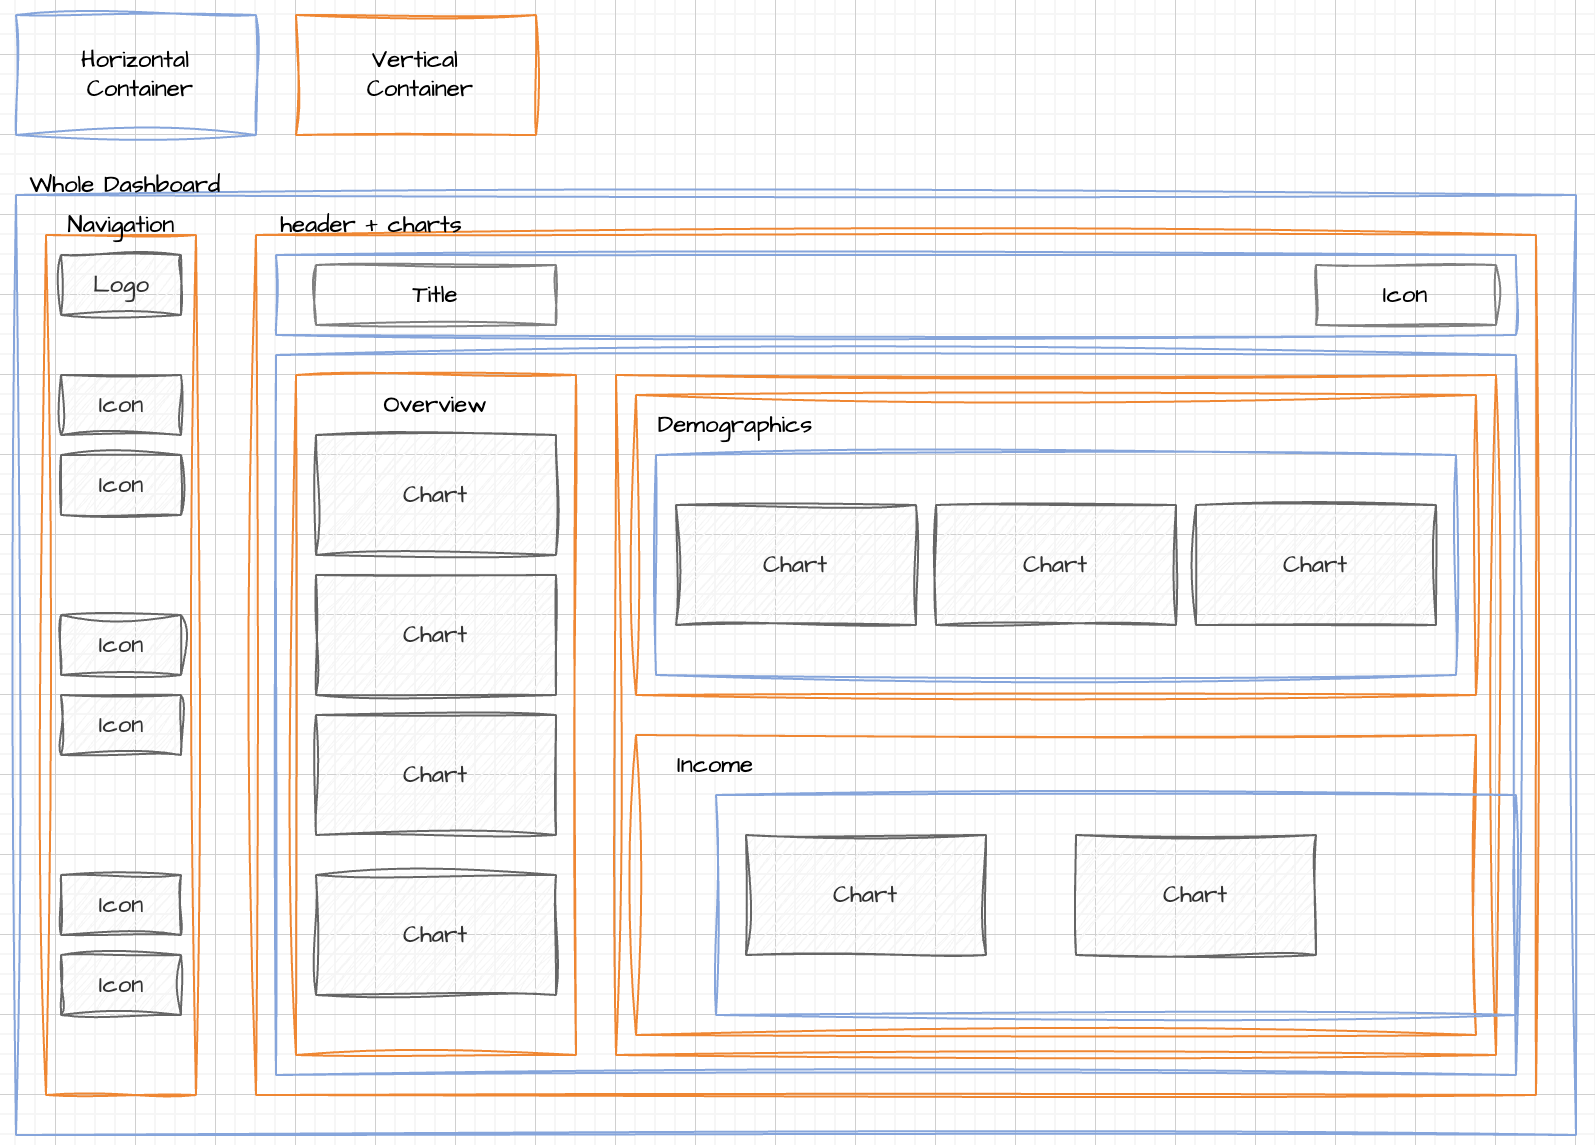 Horizontal
Container
Vertical
Container
Whole Dashboard
Navigation
Logo
Icon
Icon
Icon
Icon
Icon
Icon
header + charts
Title
Icon
Overview
Chart
Chart
Chart
Chart
Demographics
Chart
Chart
Chart
Income
Chart
Chart